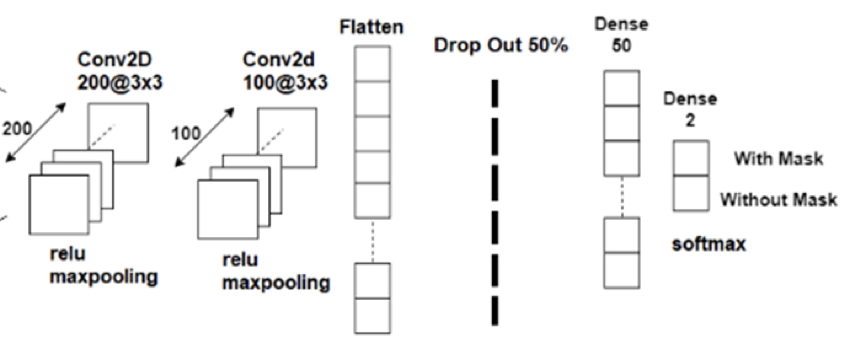 Conv2D
200@3x3
200
relu
maxpooling
Conv2d
100@3x3
100
relu
maxpooling
Flatten
Drop Out 50%
Dense
50
Dense
2
With Mask
Without Mask
softmax